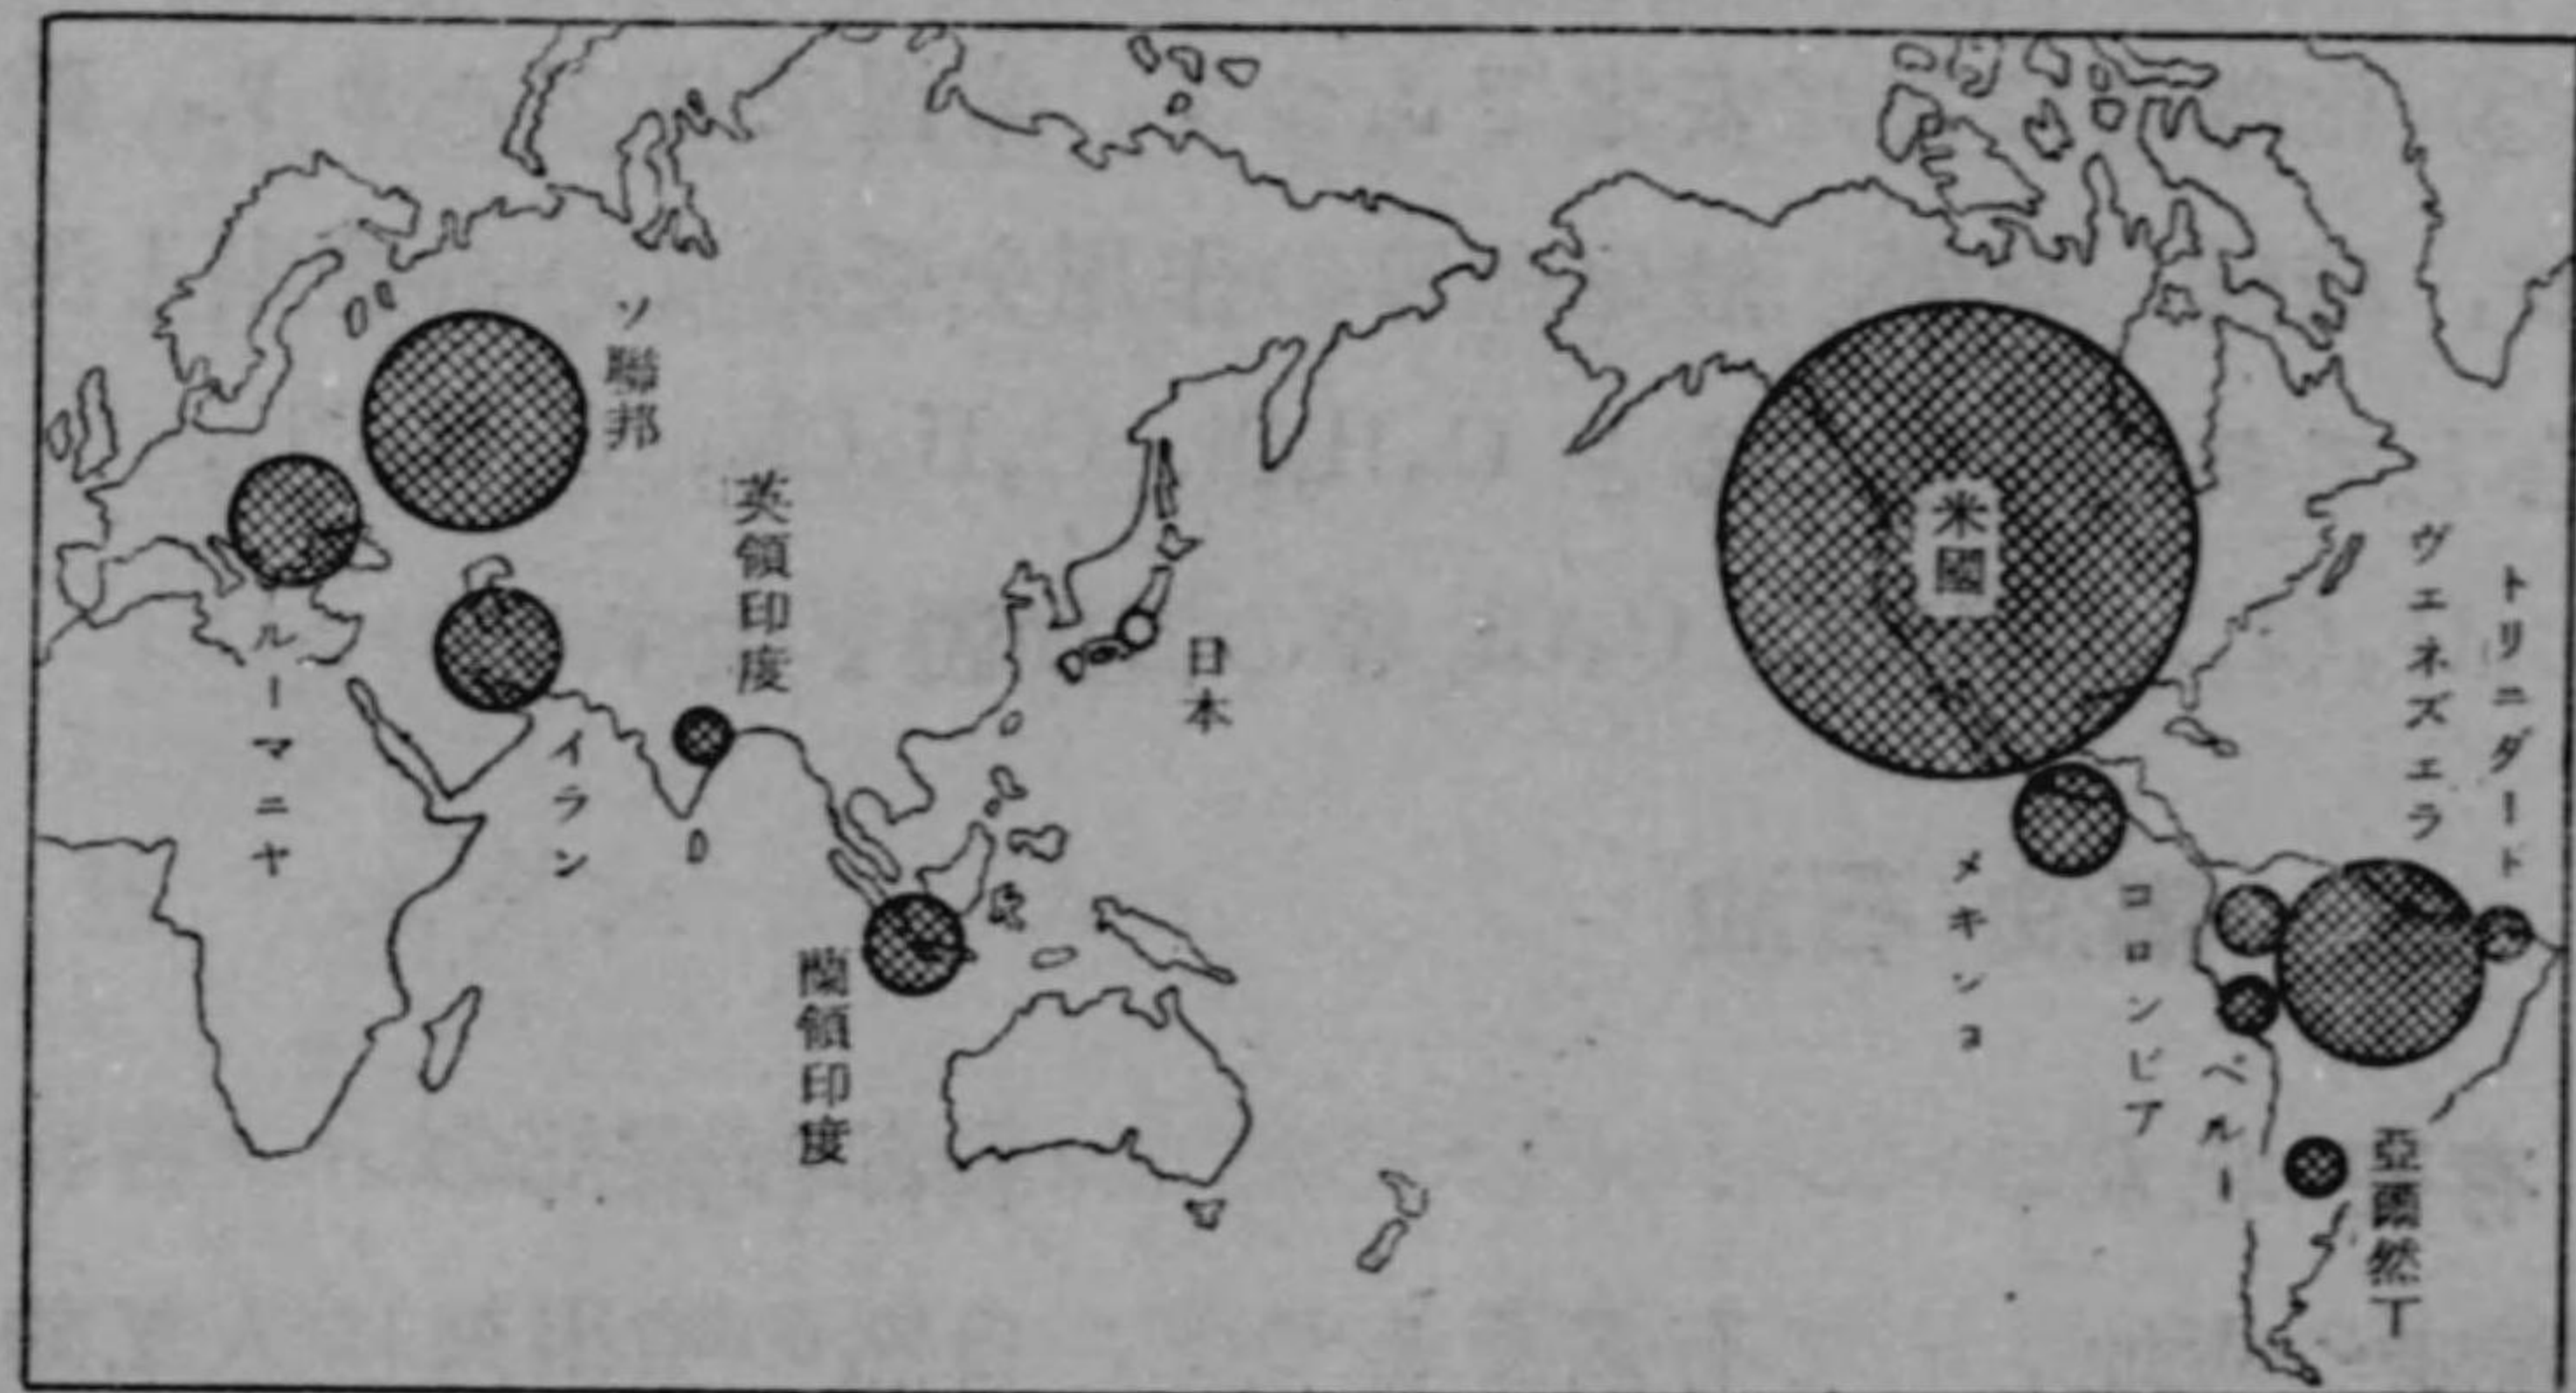 ソ聯邦
ルーマニヤ
イラン
英領印度
蘭領印度
日本
米國
メキシコ
コロンビア
ペルー
ヴエネズエラ
トリニダード
亞爾然丁